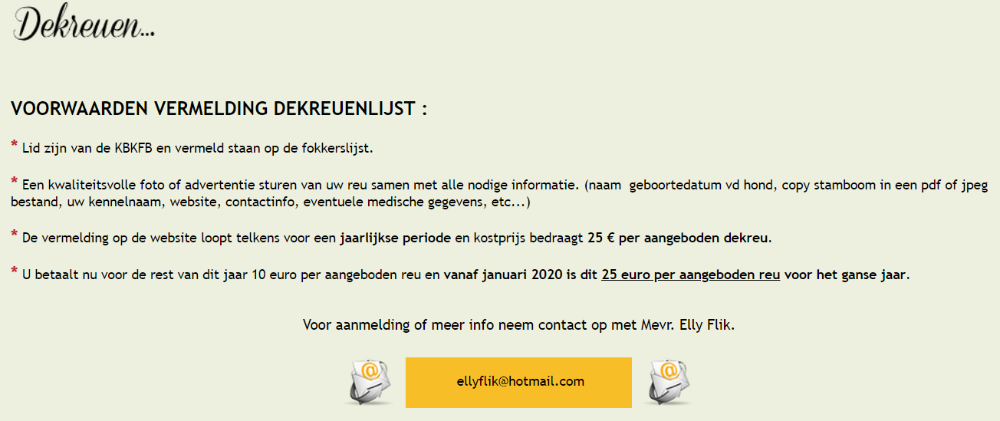 Dekreuen...
VOORWAARDEN VERMELDING DEKREUENLIJST :
* Lid zijn van de KBKFB en vermeld staan op de fokkerslijst.
* Een kwaliteitsvolle foto of advertentie sturen van uw reu samen met alle nodige informatie. (naam  geboortedatum vd hond, copy stamboom in een pdf of jpeg
bestand, uw kennelnaam, website, contactinfo, eventuele medische gegevens, etc...)
* De vermelding op de website loopt telkens voor een jaarlijkse periode en kostprijs bedraagt 25 € per aangeboden dekreu.
* U betaalt nu voor de rest van dit jaar 10 euro per aangeboden reu en vanaf januari 2020 is dit 25 euro per aangeboden reu voor het ganse jaar.
Voor aanmelding of meer info neem contact op met Mevr. Elly Flik.
@ ellyflik@hotmail.com @